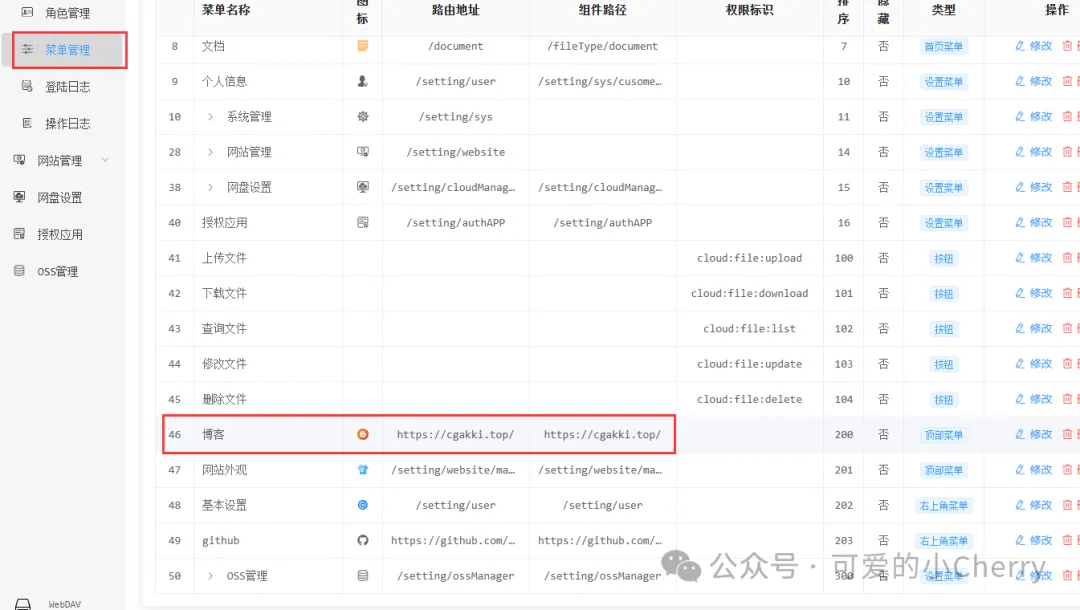 角色管理
菜单管理
登陆日志
操作日志
网站管理
网盘设置
授权应用
OSS管理
WebDAV
菜单名称 图标 路由地址 组件路径 权限标识 排序 隐藏 类型 操作
8 文档 /document /fileType/document 7 否 首页菜单 修改
9 个人信息 /setting/user /setting/sys/cusome… 10 否 设置菜单 修改
10 系统管理 /setting/sys 11 否 设置菜单 修改
28 网站管理 /setting/website 14 否 设置菜单 修改
38 网盘设置 /setting/cloudManag… /setting/cloudManag… 15 否 设置菜单 修改
40 授权应用 /setting/authAPP /setting/authAPP 16 否 设置菜单 修改
41 上传文件 cloud:file:upload 100 否 按钮 修改
42 下载文件 cloud:file:download 101 否 按钮 修改
43 查询文件 cloud:file:list 102 否 按钮 修改
44 修改文件 cloud:file:update 103 否 按钮 修改
45 删除文件 cloud:file:delete 104 否 按钮 修改
46 博客 https://cgakki.top/ https://cgakki.top/ 200 否 顶部菜单 修改
47 网站外观 /setting/website/ma… /setting/website/ma… 201 否 顶部菜单 修改
48 基本设置 /setting/user /setting/user 202 否 右上角菜单 修改
49 github https://github.com/… https://github.com/… 203 否 右上角菜单 修改
50 OSS管理 /setting/ossManager /setting/ossManager 300 否 设置菜单 修改
公众号 · 可爱的小Cherry